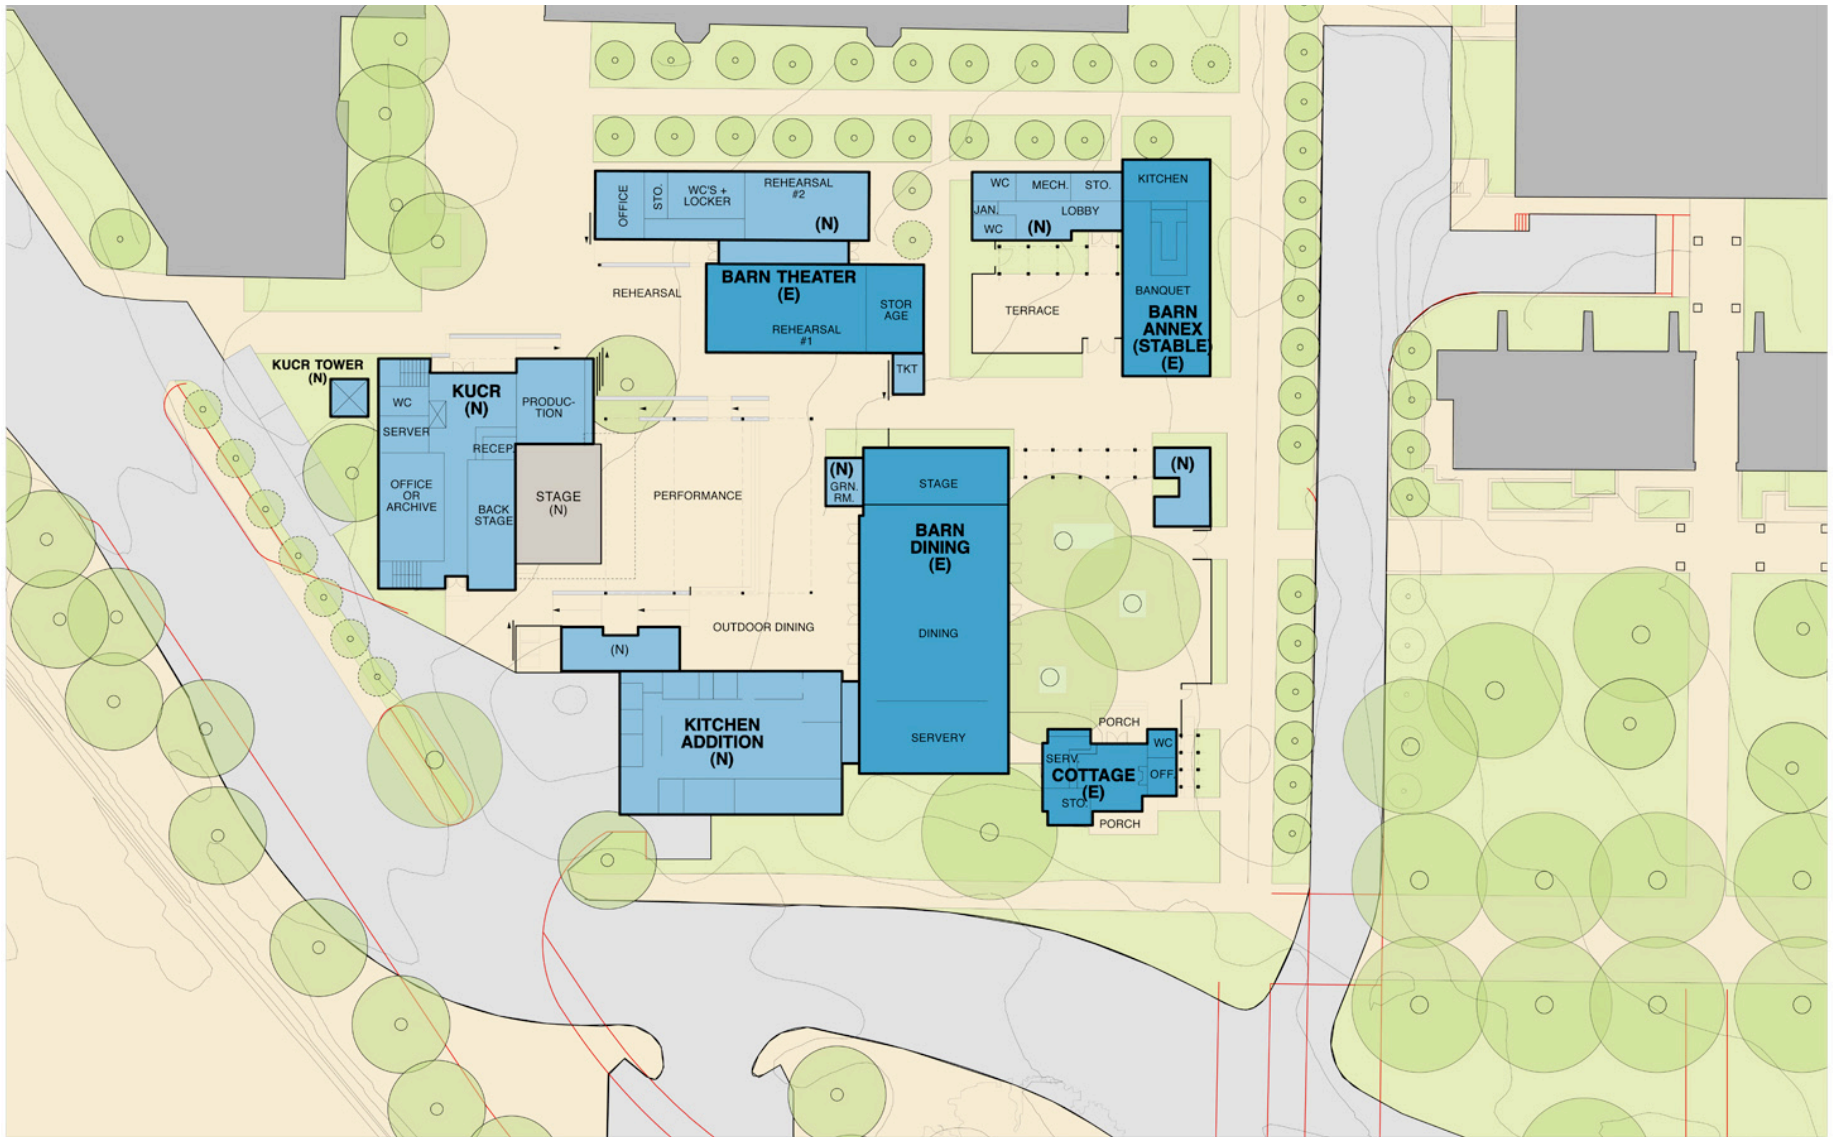 OFFICE
STO.
WC'S +
LOCKER
REHEARSAL
#2
(N)
WC
MECH.
STO.
JAN.
LOBBY
WC
(N)
KITCHEN
BANQUET
BARN
ANNEX
(STABLE)
(E)
TERRACE
REHEARSAL
BARN THEATER
(E)
STOR
AGE
REHEARSAL
#1
TKT
KUCR TOWER
(N)
KUCR
(N)
WC
PRODUC-
TION
SERVER
RECEP.
OFFICE
OR
ARCHIVE
BACK
STAGE
STAGE
(N)
PERFORMANCE
(N)
GRN.
RM.
STAGE
BARN
DINING
(E)
DINING
SERVERY
(N)
OUTDOOR DINING
(N)
KITCHEN
ADDITION
(N)
PORCH
SERV.
WC
COTTAGE
(E)
OFF.
STO.
PORCH